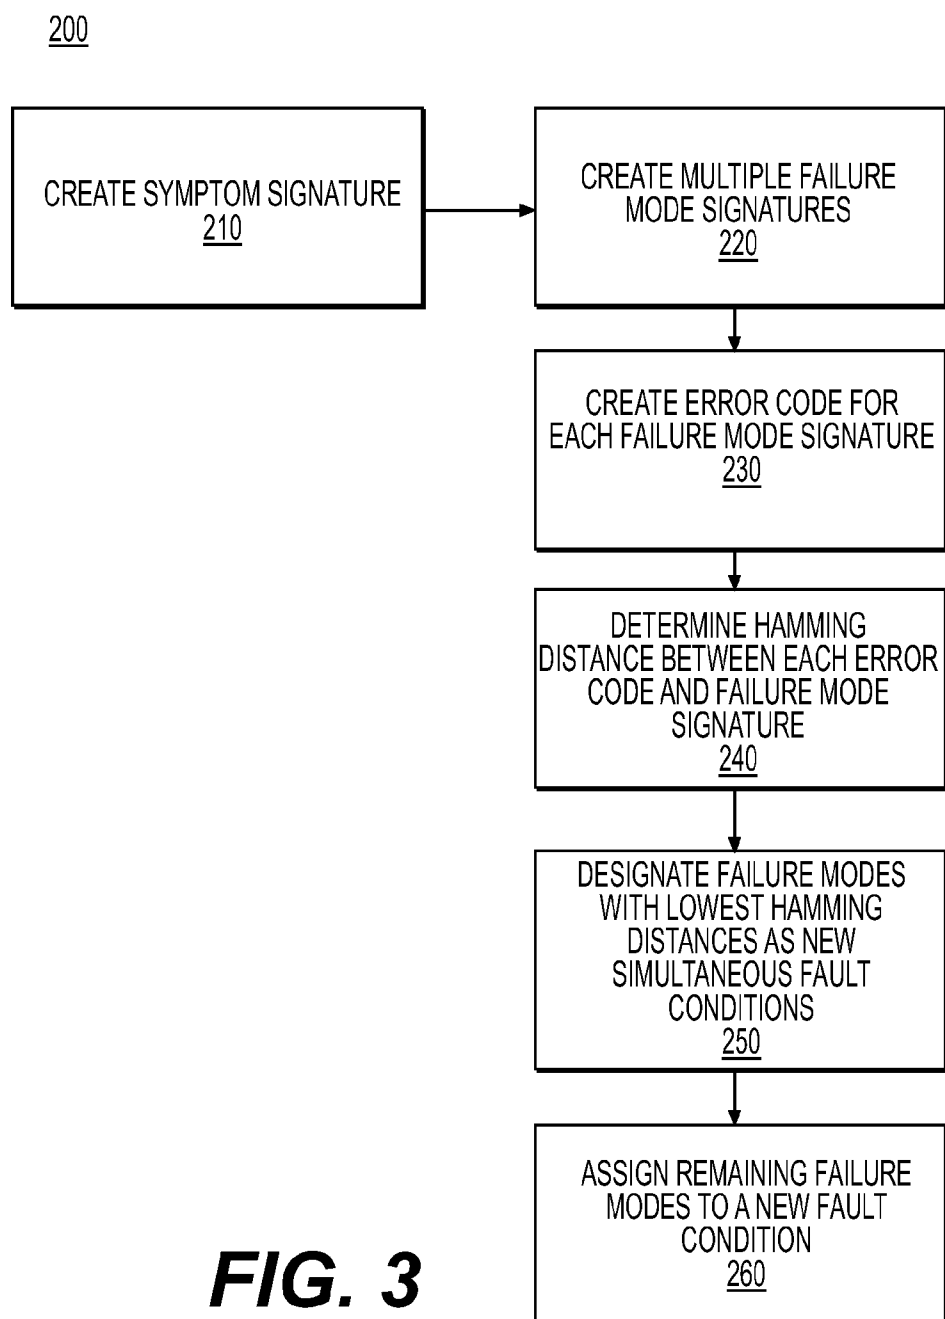 200
CREATE SYMPTOM SIGNATURE
210
CREATE MULTIPLE FAILURE
MODE SIGNATURES
220
CREATE ERROR CODE FOR
EACH FAILURE MODE SIGNATURE
230
DETERMINE HAMMING
DISTANCE BETWEEN EACH ERROR
CODE AND FAILURE MODE
SIGNATURE
240
DESIGNATE FAILURE MODES
WITH LOWEST HAMMING
DISTANCES AS NEW
SIMULTANEOUS FAULT
CONDITIONS
250
ASSIGN REMAINING FAILURE
MODES TO A NEW FAULT
CONDITION
260
FIG. 3